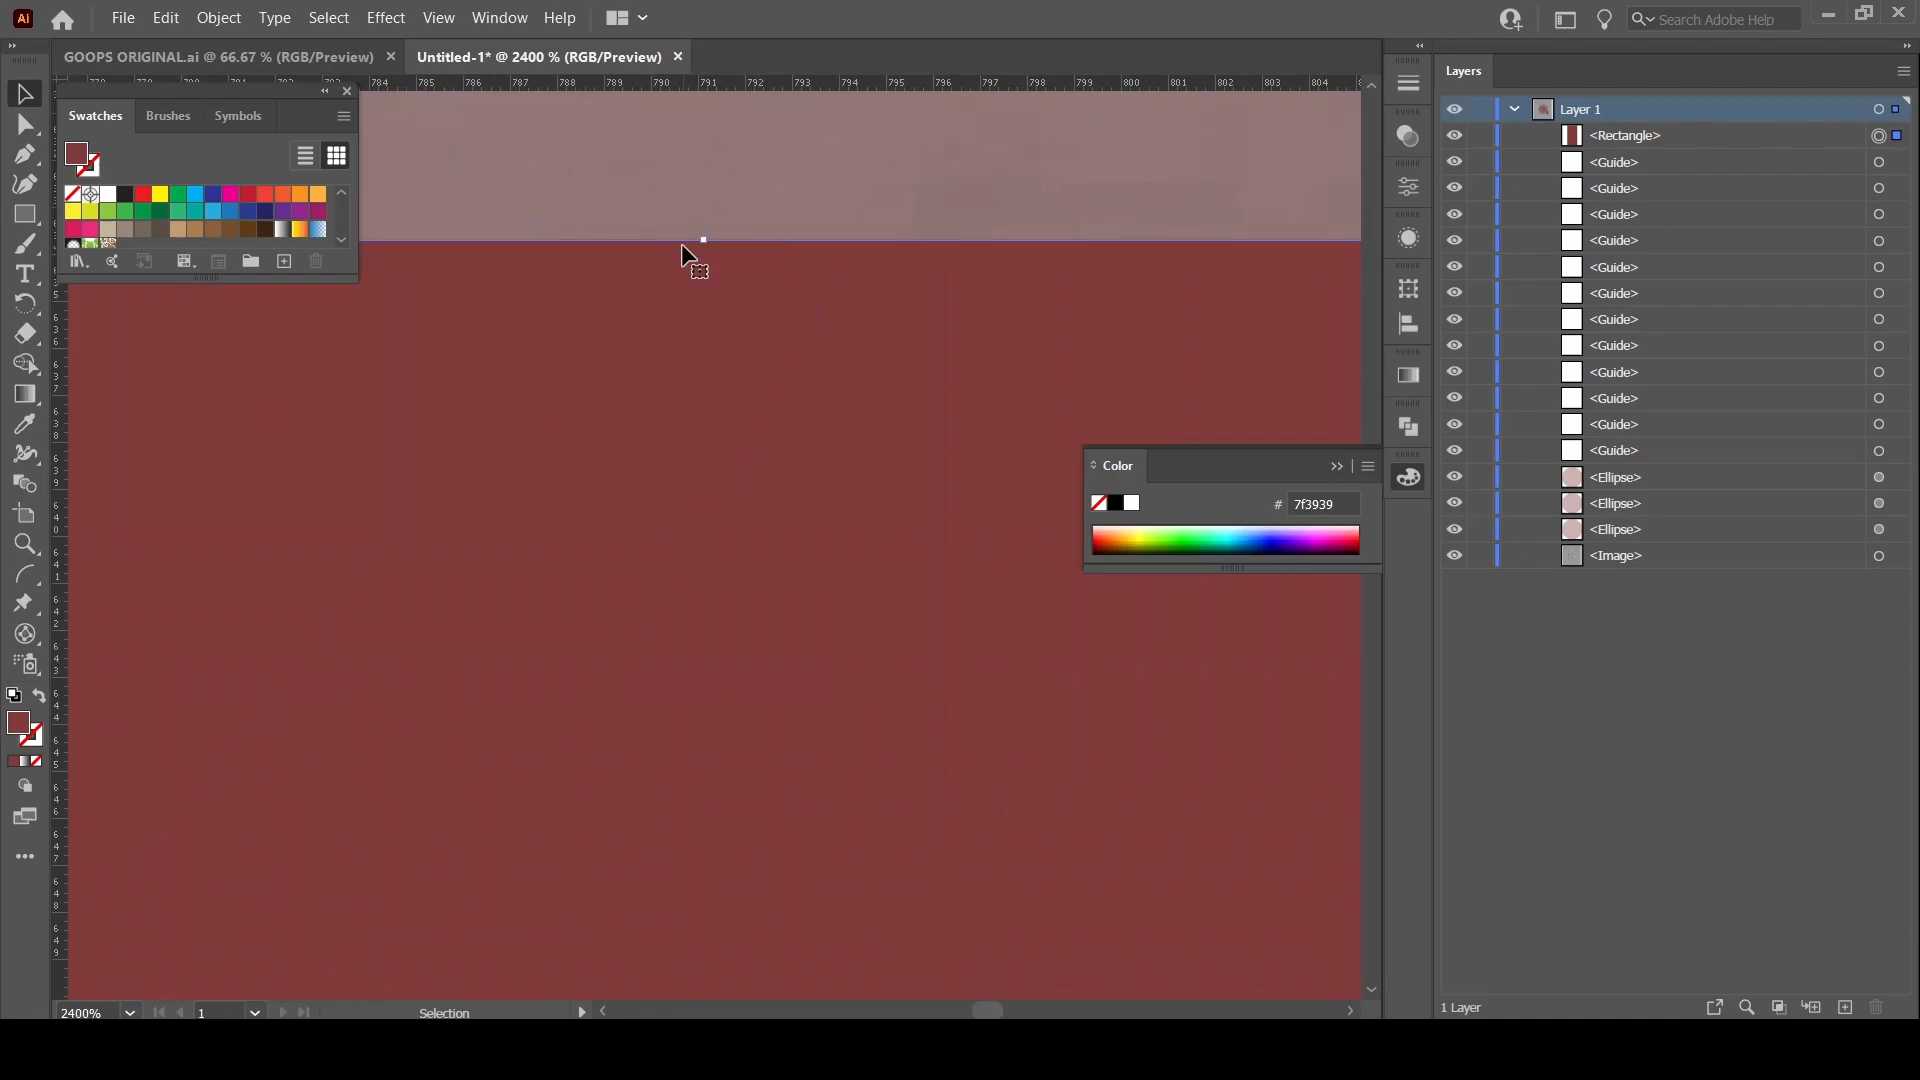 Ai File Edit Object Type Select Effect View Window Help Search Adobe Help
GOOPS ORIGINAL.ai @ 66.67 % (RGB/Preview) Untitled-1* @ 2400 % (RGB/Preview)
Layers
784 785 786 787 788 789 790 791 792 793 794 795 796 797 798 799 800 801 802 803 804
Swatches Brushes Symbols
Layer 1
<Rectangle>
<Guide>
<Guide>
<Guide>
<Guide>
<Guide>
<Guide>
<Guide>
<Guide>
<Guide>
<Guide>
<Guide>
<Guide>
<Ellipse>
<Ellipse>
<Ellipse>
<Image>
Color
# 7f3939
2400% 1 Selection
1 Layer